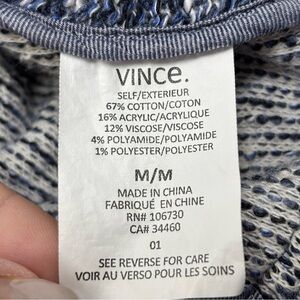 VINCE.
SELF/EXTERIEUR
67% COTTON/COTON
16% ACRYLIC/ACRYLIQUE
12% VISCOSE/VISCOSE
4% POLYAMIDE/POLYAMIDE
1% POLYESTER/POLYESTER
M/M
MADE IN CHINA
FABRIQUÉ EN CHINE
RN# 106730
CA# 34460
01
SEE REVERSE FOR CARE
VOIR AU VERSO POUR LES SOINS